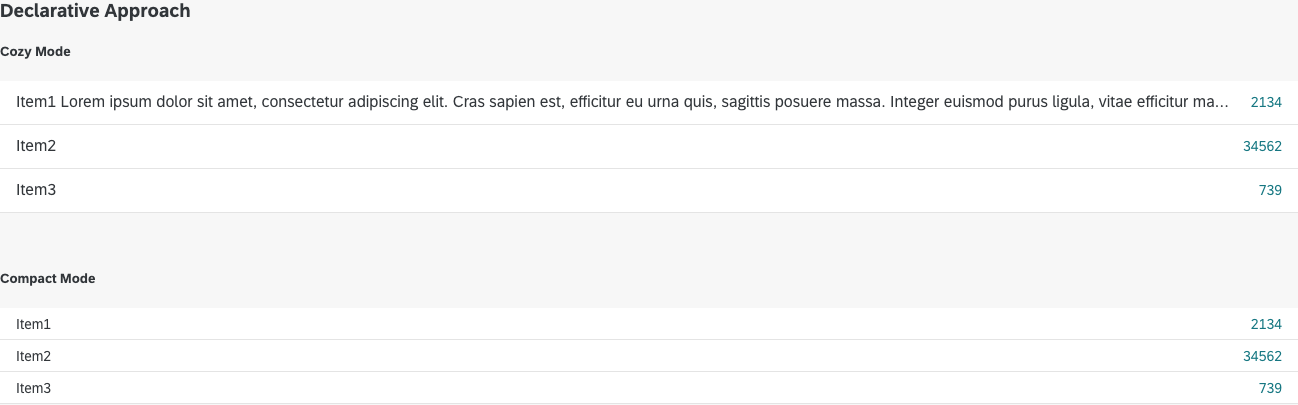 Declarative Approach
Cozy Mode
Item1 Lorem ipsum dolor sit amet, consectetur adipiscing elit. Cras sapien est, efficitur eu urna quis, sagittis posuere massa. Integer euismod purus ligula, vitae efficitur ma... 2134
Item2 34562
Item3 739
Compact Mode
Item1 2134
Item2 34562
Item3 739